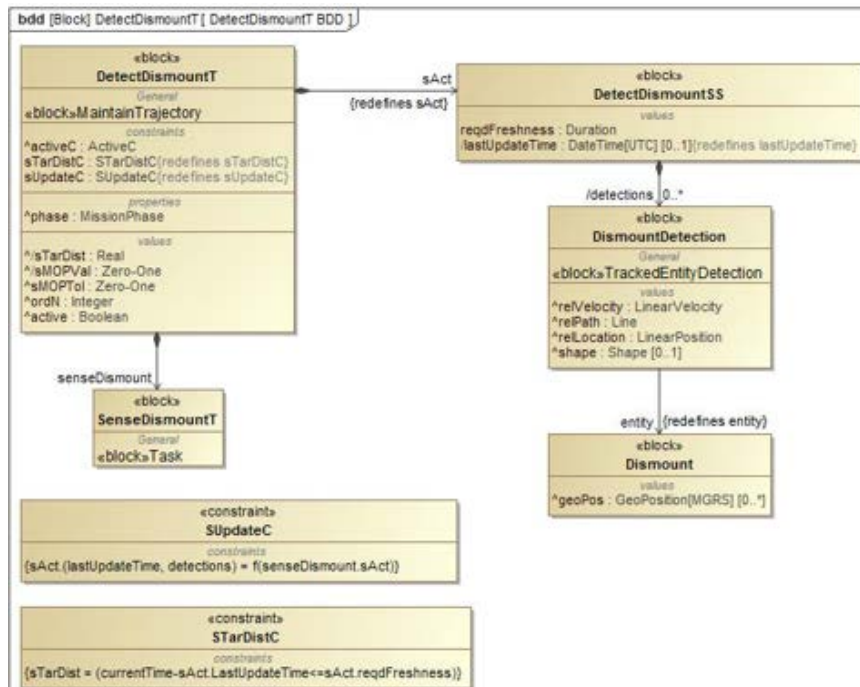 bdd [Block] DetectDismountT [ DetectDismountT BDD ]
«block»
DetectDismountT
General
«block»MaintainTrajectory
constraints
^activeC : ActiveC
sTarDistC : STarDistC{redefines sTarDistC}
sUpdateC : SUpdateC{redefines sUpdateC}
properties
^phase : MissionPhase
values
^/sTarDist : Real
^/sMOPVal : Zero-One
^sMOPTol : Zero-One
^ordN : Integer
^active : Boolean
sAct
{redefines sAct}
«block»
DetectDismountSS
values
reqdFreshness : Duration
/lastUpdateTime : DateTime[UTC] [0..1]{redefines lastUpdateTime}
/detections 0..*
«block»
DismountDetection
General
«block»TrackedEntityDetection
values
^relVelocity : LinearVelocity
^relPath : Line
^relLocation : LinearPosition
^shape : Shape [0..1]
senseDismount
«block»
SenseDismountT
General
«block»Task
entity {redefines entity}
«block»
Dismount
values
^geoPos : GeoPosition[MGRS] [0..*]
«constraint»
SUpdateC
constraints
{sAct.(lastUpdateTime, detections) = f(senseDismount.sAct)}
«constraint»
STarDistC
constraints
{sTarDist = (currentTime-sAct.LastUpdateTime<=sAct.reqdFreshness)}